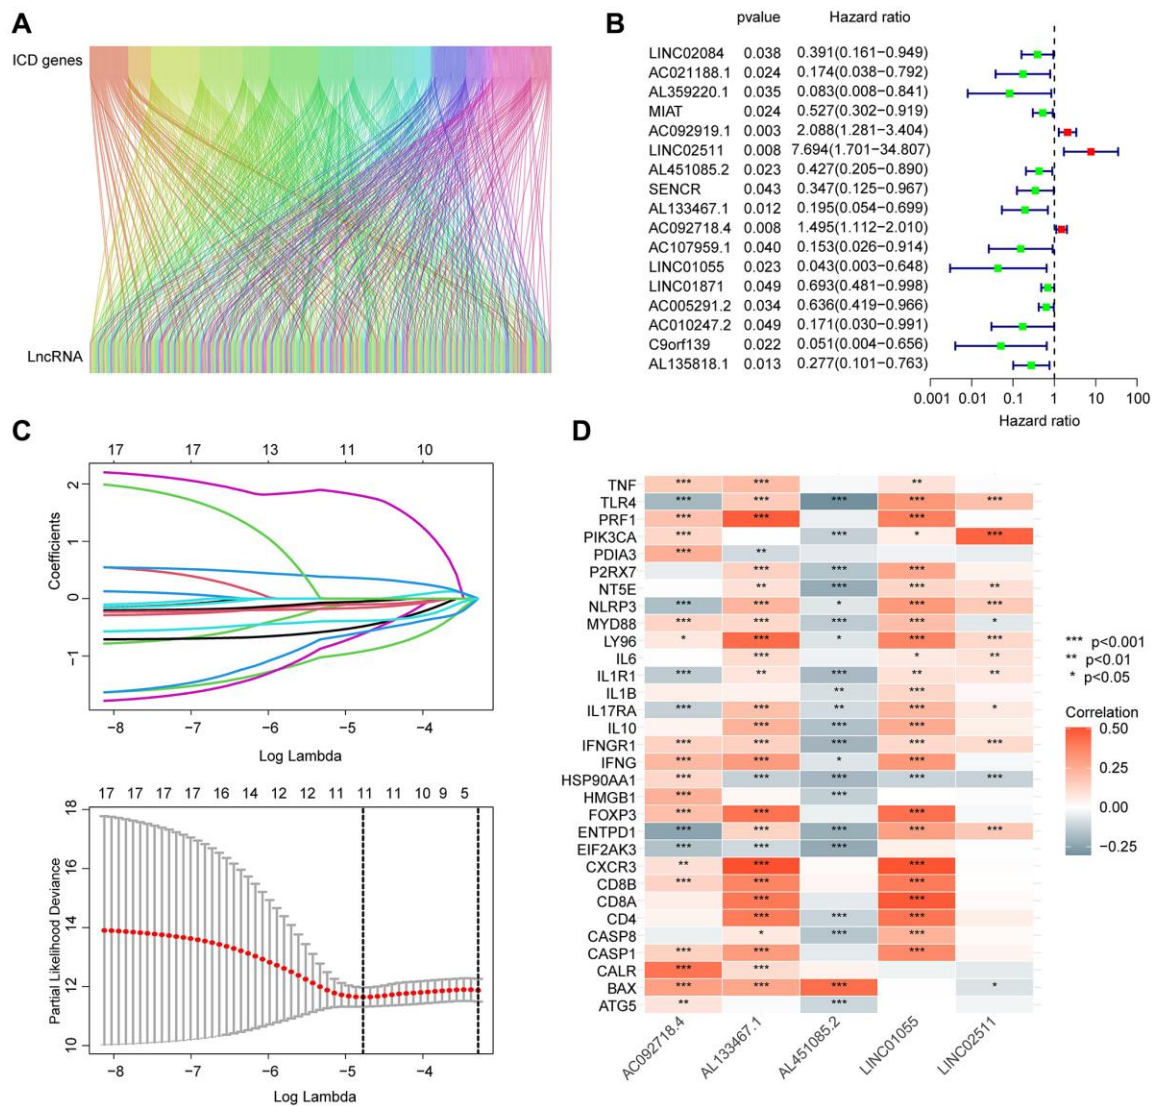 A
ICD genes
LncRNA
B
pvalue Hazard ratio
LINC02084 0.038 0.391(0.161−0.949)
AC021188.1 0.024 0.174(0.038−0.792)
AL359220.1 0.035 0.083(0.008−0.841)
MIAT 0.024 0.527(0.302−0.919)
AC092919.1 0.003 2.088(1.281−3.404)
LINC02511 0.008 7.694(1.701−34.807)
AL451085.2 0.023 0.427(0.205−0.890)
SENCR 0.043 0.347(0.125−0.967)
AL133467.1 0.012 0.195(0.054−0.699)
AC092718.4 0.008 1.495(1.112−2.010)
AC107959.1 0.040 0.153(0.026−0.914)
LINC01055 0.023 0.043(0.003−0.648)
LINC01871 0.049 0.693(0.481−0.998)
AC005291.2 0.034 0.636(0.419−0.966)
AC010247.2 0.049 0.171(0.030−0.991)
C9orf139 0.022 0.051(0.004−0.656)
AL135818.1 0.013 0.277(0.101−0.763)
0.001 0.01 0.1 1 10 100
Hazard ratio
C
17 17 13 11 10
2
1
0
−1
Coefficients
−8 −7 −6 −5 −4
Log Lambda
17 17 17 17 16 14 12 12 11 11 11 10 9 5
18
16
14
12
10
Partial Likelihood Deviance
−8 −7 −6 −5 −4
Log Lambda
D
TNF *** *** **
TLR4 *** *** *** *** ***
PRF1 *** *** ***
PIK3CA *** *** * ***
PDIA3 *** **
P2RX7 *** *** ***
NT5E ** *** *** **
NLRP3 *** *** * *** ***
MYD88 *** *** *** *** *
LY96 * *** * *** ***
IL6 *** * **
IL1R1 *** ** *** ** **
IL1B ** ***
IL17RA *** *** ** *** *
IL10 *** *** ***
IFNGR1 *** *** *** *** ***
IFNG *** *** * ***
HSP90AA1 *** *** *** *** ***
HMGB1 *** ***
FOXP3 *** *** ***
ENTPD1 *** *** *** *** ***
EIF2AK3 *** *** ***
CXCR3 ** *** ***
CD8B *** *** ***
CD8A *** ***
CD4 *** *** ***
CASP8 * *** ***
CASP1 *** *** ***
CALR *** ***
BAX *** *** *** *
ATG5 ** ***
AC092718.4
AL133467.1
AL451085.2
LINC01055
LINC02511
*** p<0.001
** p<0.01
* p<0.05
Correlation
0.50
0.25
0.00
−0.25